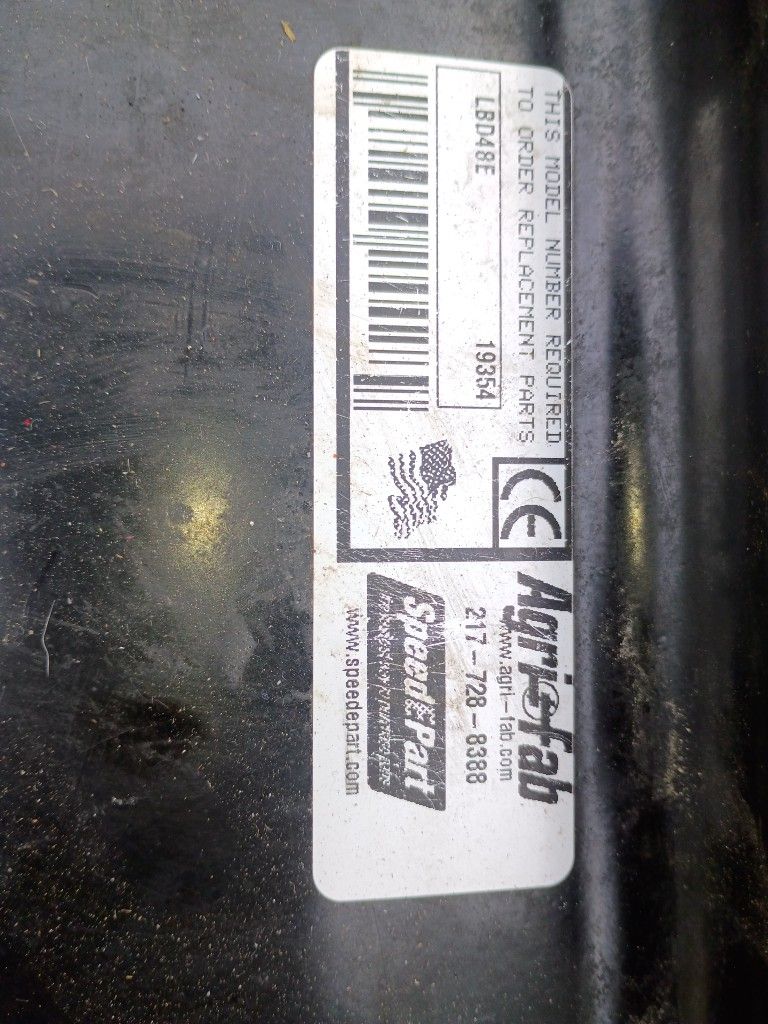 THIS MODEL NUMBER REQUIRED
TO ORDER REPLACEMENT PARTS
LBD48E 19354
CE
Agri-fab
www.agri-fab.com
217-728-8388
SpeedePart
www.speedepart.com